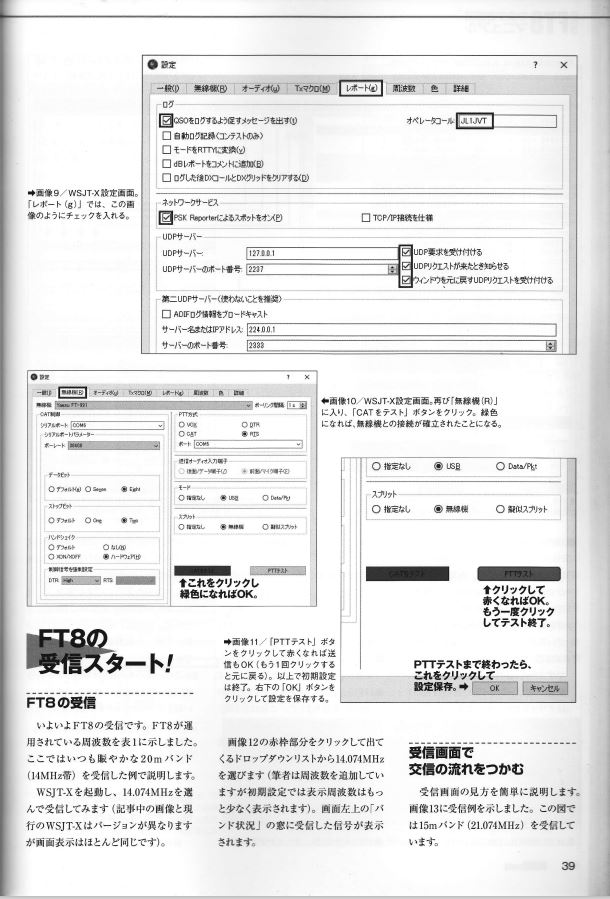 設定
? ×
一般(I) 無線機(R) オーディオ(u) Txマクロ(M) レポート(g) 周波数 色 詳細
ログ
QSOをログするよう促すメッセージを出す(t) オペレータコール: JL1JVT
自動ログ記録(コンテストのみ)
モードをRTTYに変換(v)
dBレポートをコメントに追加(B)
ログした後DXコールとDXグリッドをクリアする(D)
ネットワークサービス
PSK Reporterによるスポットをオン(P) TCP/IP接続を仕様
UDPサーバー
UDPサーバー: 127.0.0.1 UDP要求を受け付ける
UDPサーバーのポート番号: 2237 UDPリクエストが来たとき知らせる
ウィンドウを元に戻すUDPリクエストを受け付ける
第二UDPサーバー(使わないことを推奨)
ADIFログ情報をブロードキャスト
サーバー名またはIPアドレス: 224.0.0.1
サーバーのポート番号: 2333
➡画像9/WSJT-X設定画面。
「レポート(g)」では、この画
像のようにチェックを入れる。
設定 ? ×
一般(I) 無線機(R) オーディオ(u) Txマクロ(M) レポート(g) 周波数 色 詳細
無線機: Yaesu FT-991 ポーリング間隔: 1 s
CAT制御 PTT方式
シリアルポート: COM6 VOX DTR
シリアルポートパラメーター CAT RTS
ボーレート: 38400 ポート: COM5
送信オーディオ入力端子
データビット 後面/データ端子(J) 前面/マイク端子(E)
デフォルト(a) Seven Eight モード
指定なし USB Data/Pkt
ストップビット
デフォルト One Two スプリット
指定なし 無線機 擬似スプリット
ハンドシェイク
デフォルト なし(N)
XON/XOFF ハードウェア(H)
制御信号を強制設定 PTTテスト
DTR: High RTS:
⬆これをクリックし
緑色になればOK。
⬅画像10/WSJT-X設定画面。再び「無線機(R)」
に入り、「CATをテスト」ボタンをクリック。緑色
になれば、無線機との接続が確立されたことになる。
指定なし USB Data/Pkt
スプリット
指定なし 無線機 擬似スプリット
CATをテスト PTTテスト
⬆クリックして
赤くなればOK。
もう一度クリック
してテスト終了。
PTTテストまで終わったら、
これをクリックして
設定保存。➡ OK キャンセル
➡画像11/「PTTテスト」ボタ
ンをクリックして赤くなれば送
信もOK(もう1回クリックする
と元に戻る)。以上で初期設定
は終了。右下の「OK」ボタンを
クリックして設定を保存する。
FT8の
受信スタート!
FT8の受信
いよいよFT8の受信です。FT8が運
用されている周波数を表1に示しました。
ここではいつも賑やかな20mバンド
(14MHz帯)を受信した例で説明します。
WSJT-Xを起動し、14.074MHzを選
んで受信してみます(記事中の画像と現
行のWSJT-Xはバージョンが異なります
が画面表示はほとんど同じです)。
画像12の赤枠部分をクリックして出て
くるドロップダウンリストから14.074MHz
を選びます(筆者は周波数を追加してい
ますが初期設定では表示周波数はもっ
と少なく表示されます)。画面左上の「バ
ンド状況」の窓に受信した信号が表示
されます。
受信画面で
交信の流れをつかむ
受信画面の見方を簡単に説明します。
画像13に受信例を示しました。この図で
は15mバンド(21.074MHz)を受信して
います。
39